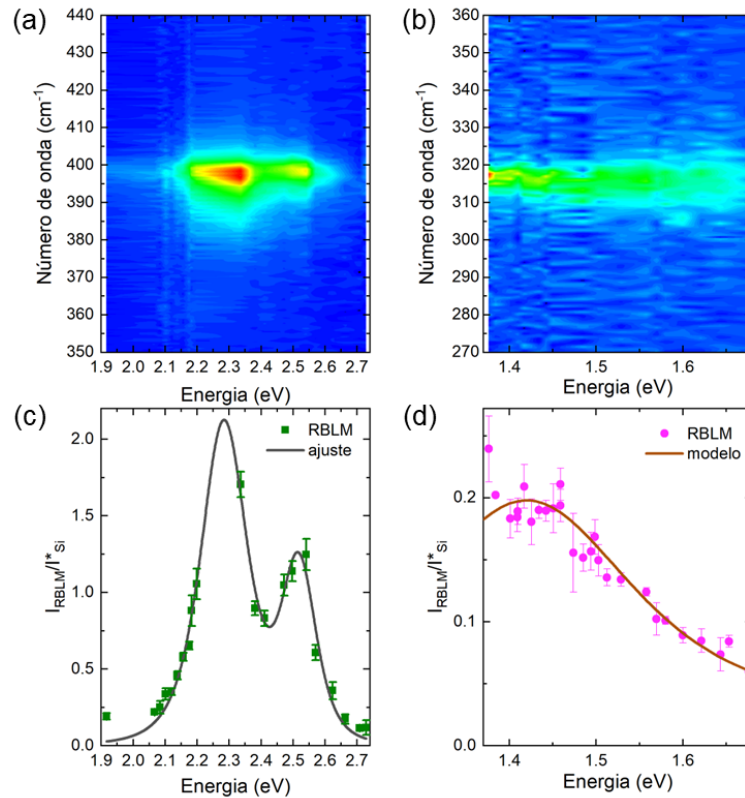 (a)
Número de onda (cm⁻¹)
440
430
420
410
400
390
380
370
360
350
1.9 2.0 2.1 2.2 2.3 2.4 2.5 2.6 2.7
Energia (eV)
(b)
Número de onda (cm⁻¹)
360
350
340
330
320
310
300
290
280
270
1.4 1.5 1.6
Energia (eV)
(c)
RBLM
ajuste
I_RBLM/I*_Si
2.0
1.5
1.0
0.5
0.0
1.9 2.0 2.1 2.2 2.3 2.4 2.5 2.6 2.7
Energia (eV)
(d)
RBLM
modelo
I_RBLM/I*_Si
0.2
0.1
0.0
1.4 1.5 1.6
Energia (eV)